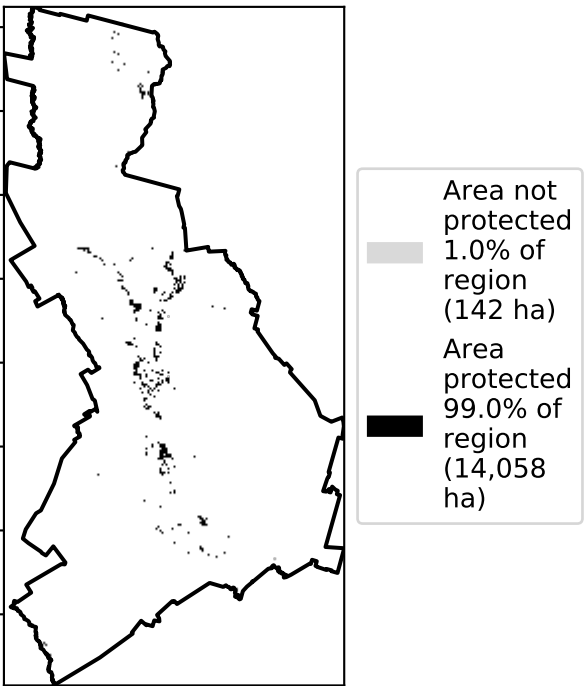 Area not
protected
1.0% of
region
(142 ha)
Area
protected
99.0% of
region
(14,058
ha)